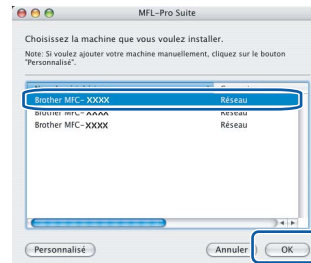 MFL-Pro Suite
Choisissez la machine que vous voulez installer.
Note: Si voulez ajouter votre machine manuellement, cliquez sur le bouton
"Personnalisé".
Brother MFC- XXXX Réseau
Brother MFC- XXXX Réseau
Brother MFC- XXXX Réseau
Personnalisé Annuler OK